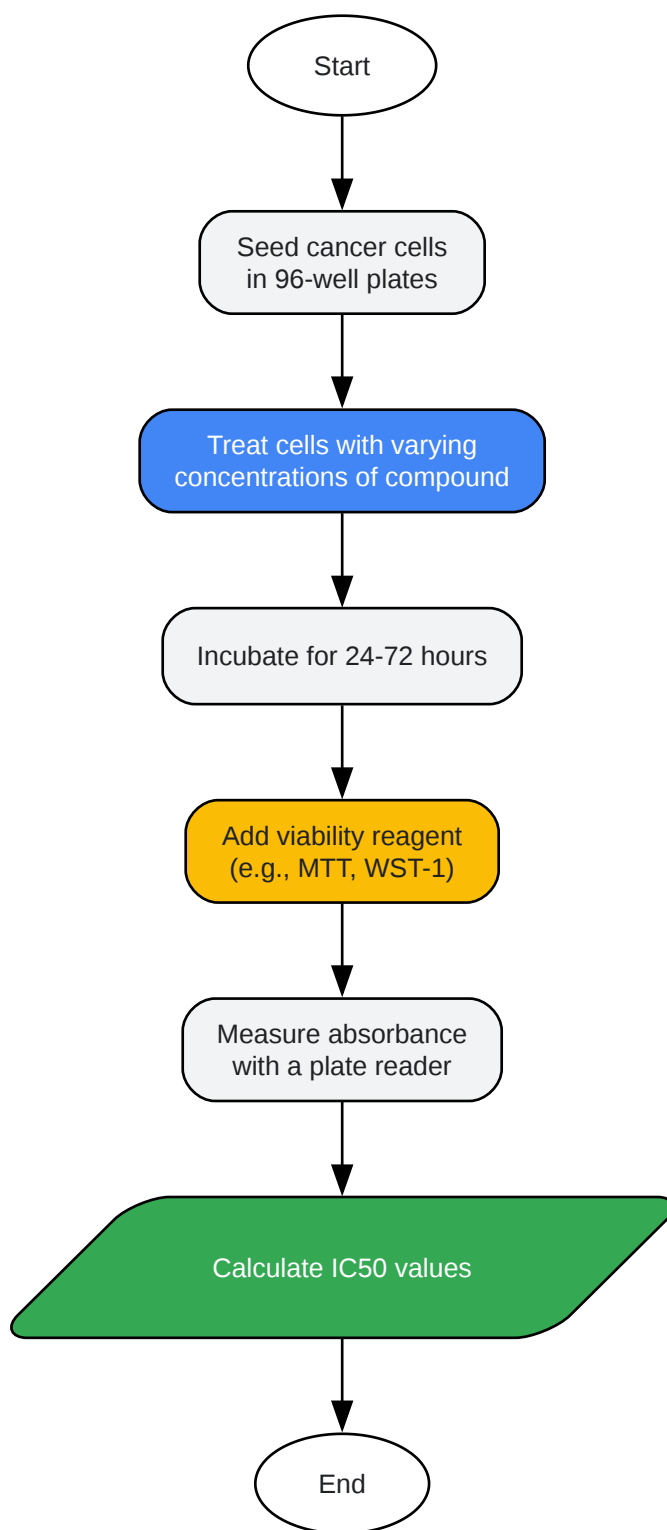 Start
Seed cancer cells
in 96-well plates
Treat cells with varying
concentrations of compound
Incubate for 24-72 hours
Add viability reagent
(e.g., MTT, WST-1)
Measure absorbance
with a plate reader
Calculate IC50 values
End